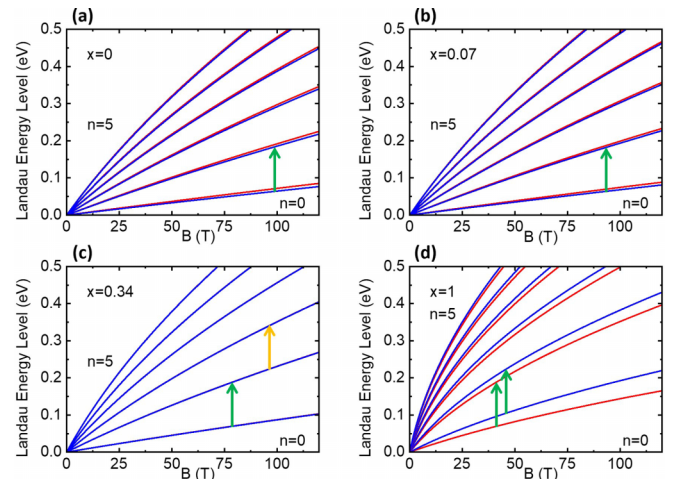 (a)
Landau Energy Level (eV)
0.5
0.4
0.3
0.2
0.1
0.0
x=0
n=5
n=0
0 25 50 75 100
B (T)
(b)
Landau Energy Level (eV)
0.5
0.4
0.3
0.2
0.1
0.0
x=0.07
n=5
n=0
0 25 50 75 100
B (T)
(c)
Landau Energy Level (eV)
0.5
0.4
0.3
0.2
0.1
0.0
x=0.34
n=5
n=0
0 25 50 75 100
B (T)
(d)
Landau Energy Level (eV)
0.5
0.4
0.3
0.2
0.1
0.0
x=1
n=5
n=0
0 25 50 75 100
B (T)